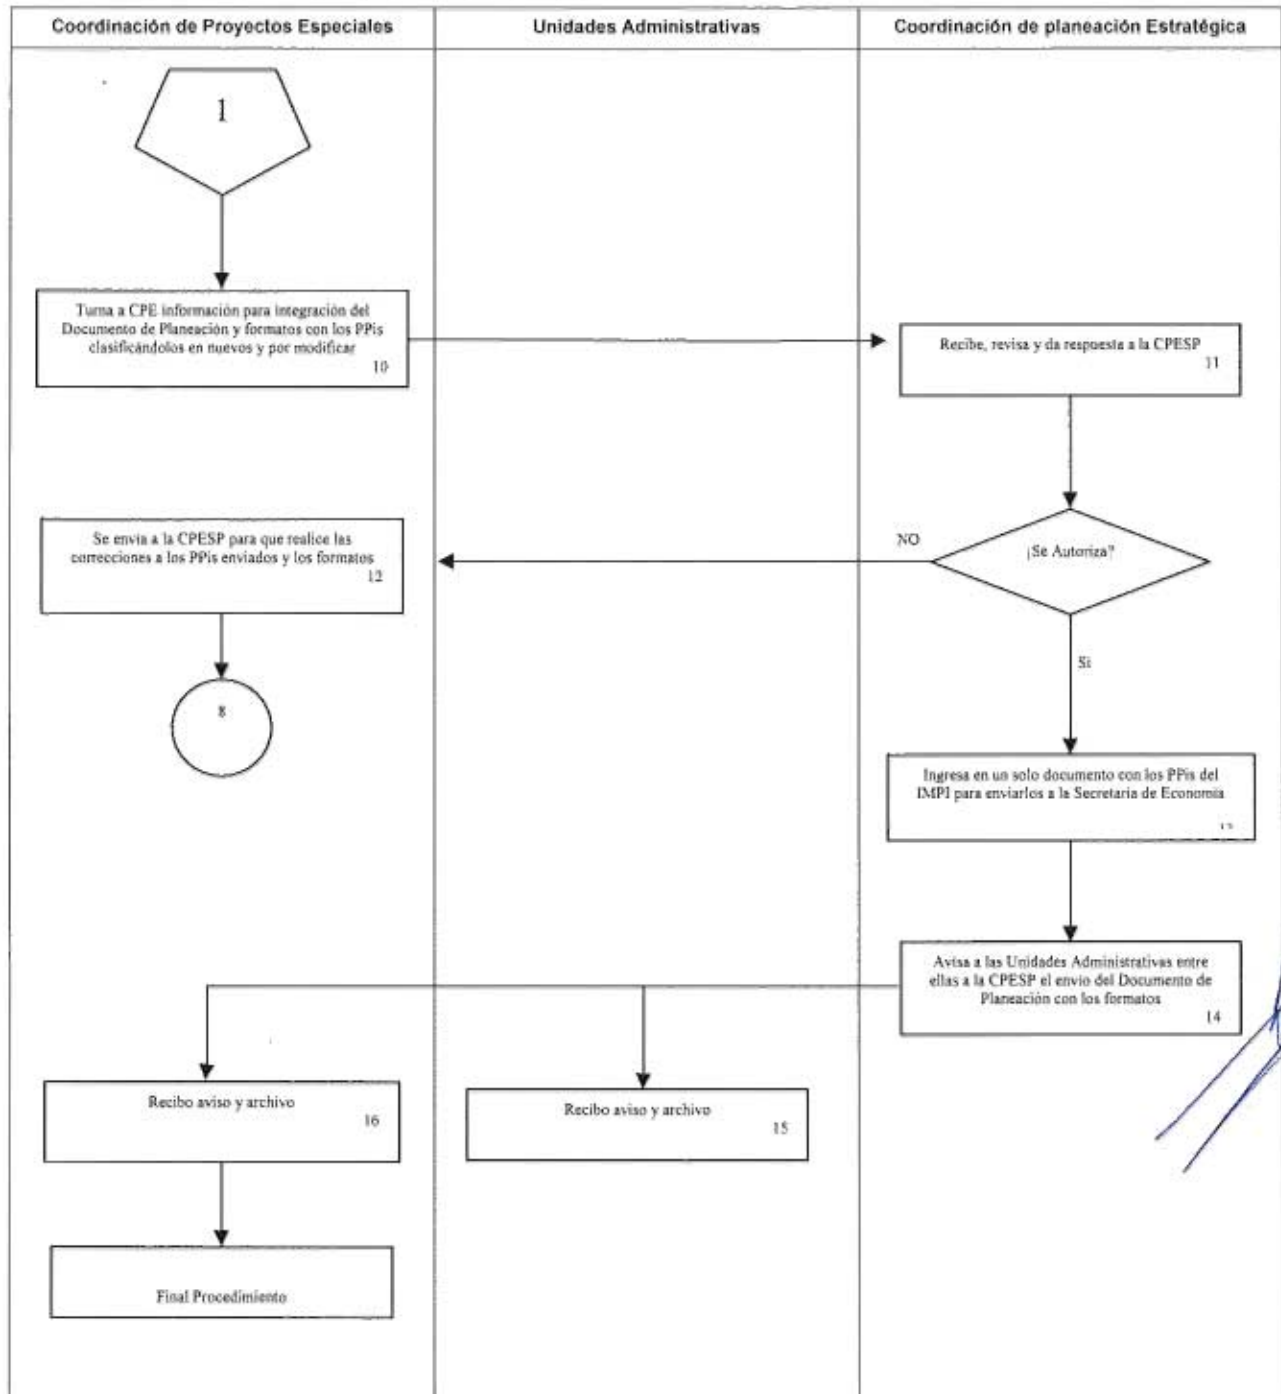 Coordinación de Proyectos Especiales
Unidades Administrativas
Coordinación de planeación Estratégica
1
Turna a CPE información para integración del
Documento de Planeación y formatos con los PPis
clasificándolos en nuevos y por modificar
10
Recibe, revisa y da respuesta a la CPESP
11
Se envia a la CPESP para que realice las
correcciones a los PPis enviados y los formatos
12
NO
¡Se Autoriza?
Si
8
Ingresa en un solo documento con los PPis del
IMPI para enviarlos a la Secretaria de Economía
Avisa a las Unidades Administrativas entre
ellas a la CPESP el envio del Documento de
Planeación con los formatos
14
Recibo aviso y archivo
16
Recibo aviso y archivo
15
Final Procedimiento